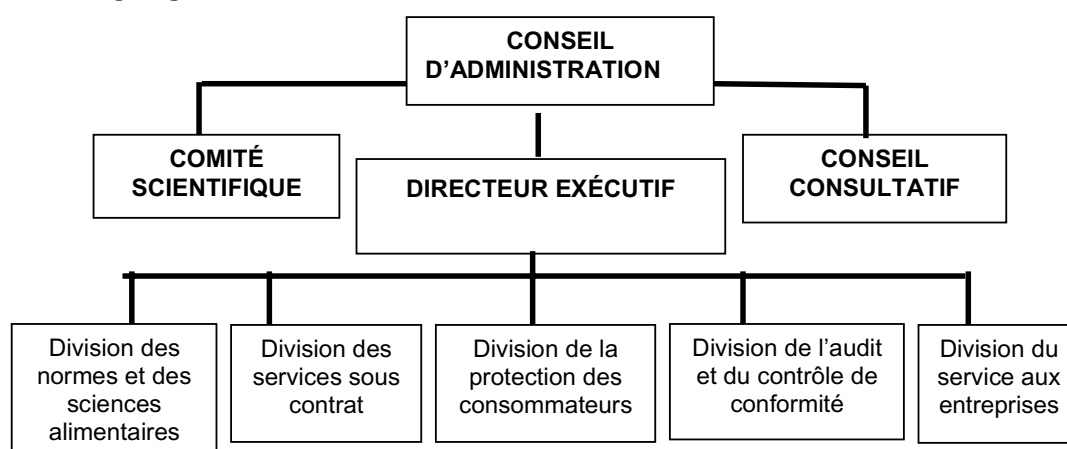 CONSEIL
D’ADMINISTRATION
COMITÉ
SCIENTIFIQUE
DIRECTEUR EXÉCUTIF
CONSEIL
CONSULTATIF
Division des
normes et des
sciences
alimentaires
Division des
services sous
contrat
Division de la
protection des
consommateurs
Division de l’audit
et du contrôle de
conformité
Division du
service aux
entreprises